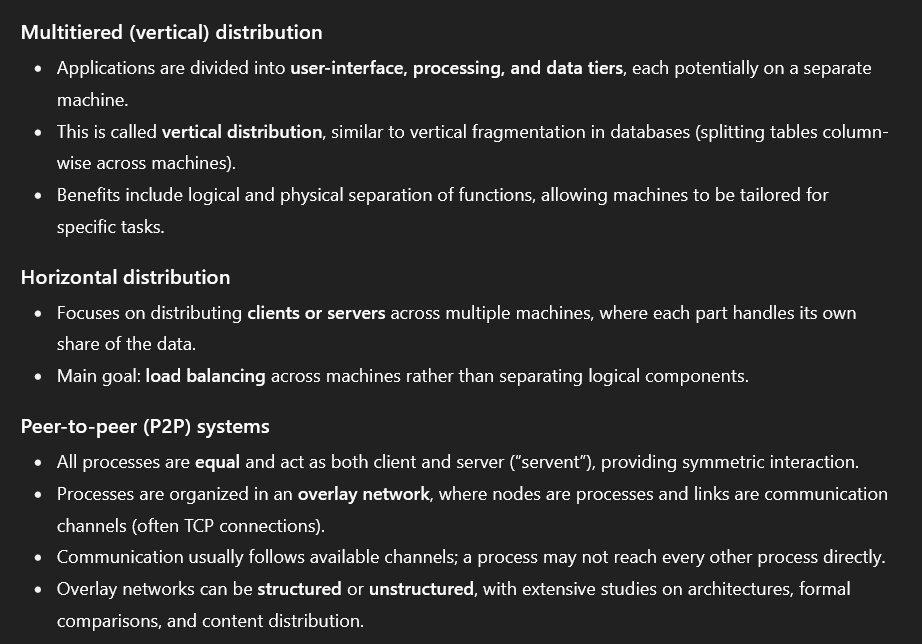 Multitiered (vertical) distribution
• Applications are divided into user-interface, processing, and data tiers, each potentially on a separate
machine.
• This is called vertical distribution, similar to vertical fragmentation in databases (splitting tables column-
wise across machines).
• Benefits include logical and physical separation of functions, allowing machines to be tailored for
specific tasks.
Horizontal distribution
• Focuses on distributing clients or servers across multiple machines, where each part handles its own
share of the data.
• Main goal: load balancing across machines rather than separating logical components.
Peer-to-peer (P2P) systems
• All processes are equal and act as both client and server (“servent”), providing symmetric interaction.
• Processes are organized in an overlay network, where nodes are processes and links are communication
channels (often TCP connections).
• Communication usually follows available channels; a process may not reach every other process directly.
• Overlay networks can be structured or unstructured, with extensive studies on architectures, formal
comparisons, and content distribution.